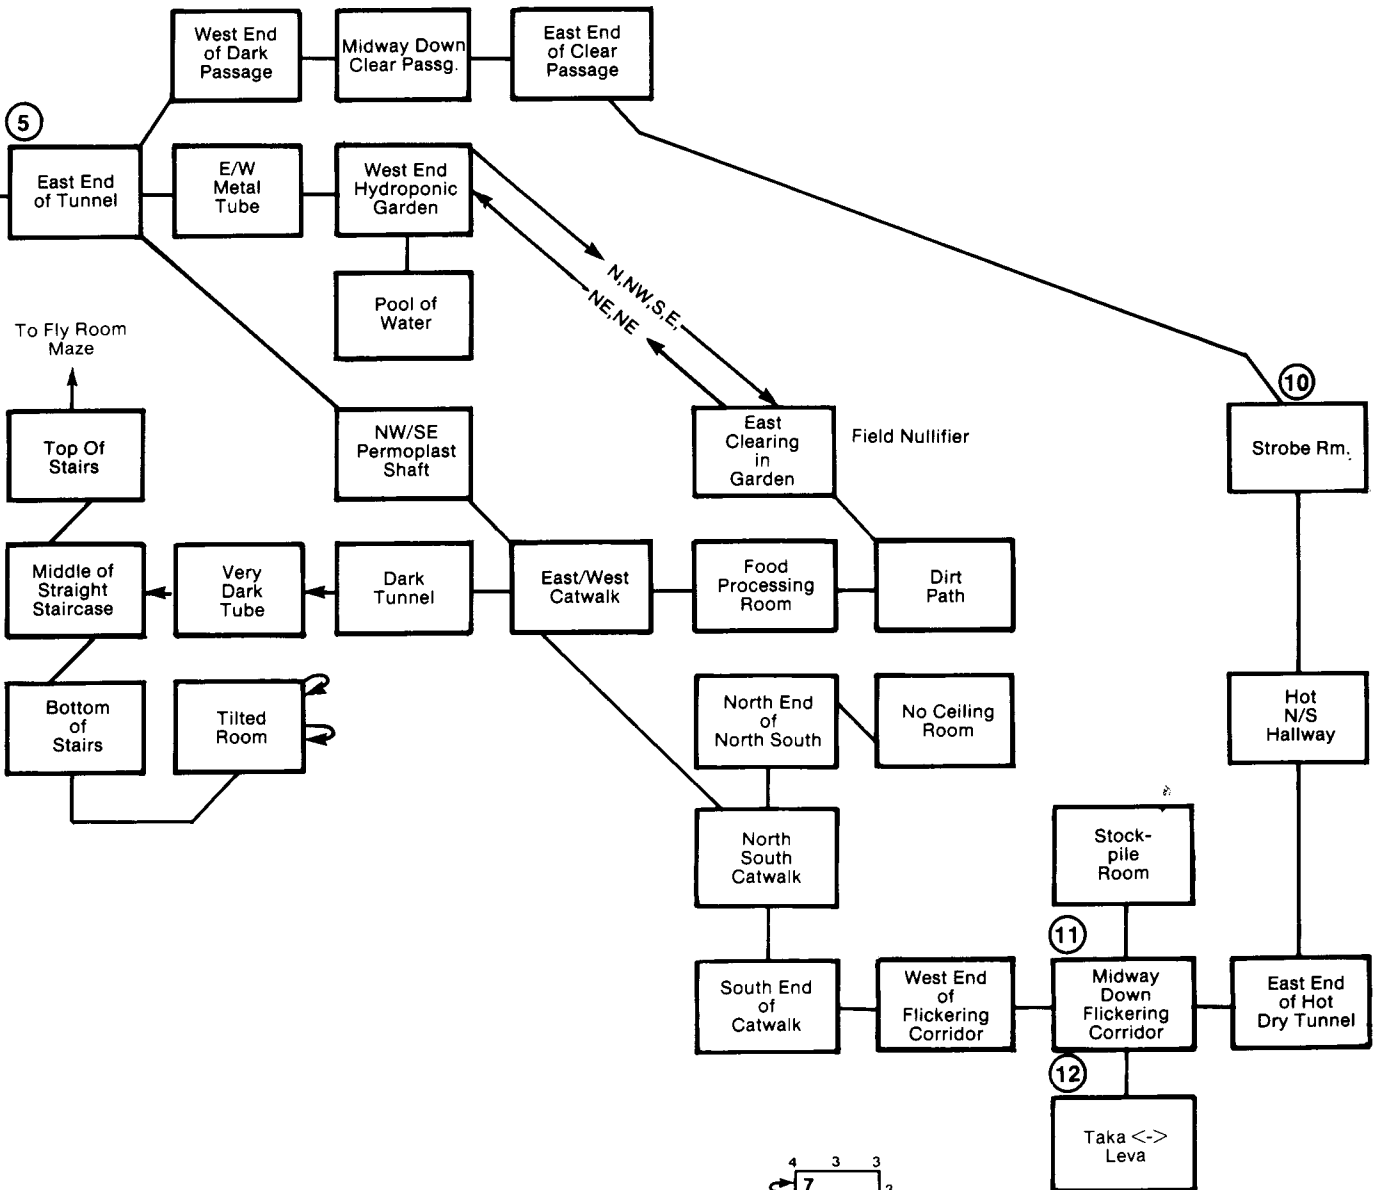 West End
of Dark
Passage
Midway Down
Clear Passg.
East End
of Clear
Passage
5
East End
of Tunnel
E/W
Metal
Tube
West End
Hydroponic
Garden
N,NW,S,E,
NE,NE
Pool of
Water
To Fly Room
Maze
10
Top Of
Stairs
NW/SE
Permoplast
Shaft
East
Clearing
in
Garden
Field Nullifier
Strobe Rm.
Middle of
Straight
Staircase
Very
Dark
Tube
Dark
Tunnel
East/West
Catwalk
Food
Processing
Room
Dirt
Path
Bottom
of
Stairs
Tilted
Room
North End
of
North South
No Ceiling
Room
Hot
N/S
Hallway
North
South
Catwalk
Stock-
pile
Room
11
South End
of
Catwalk
West End
of
Flickering
Corridor
Midway
Down
Flickering
Corridor
East End
of Hot
Dry Tunnel
12
Taka <->
Leva
4 3 3
7
3